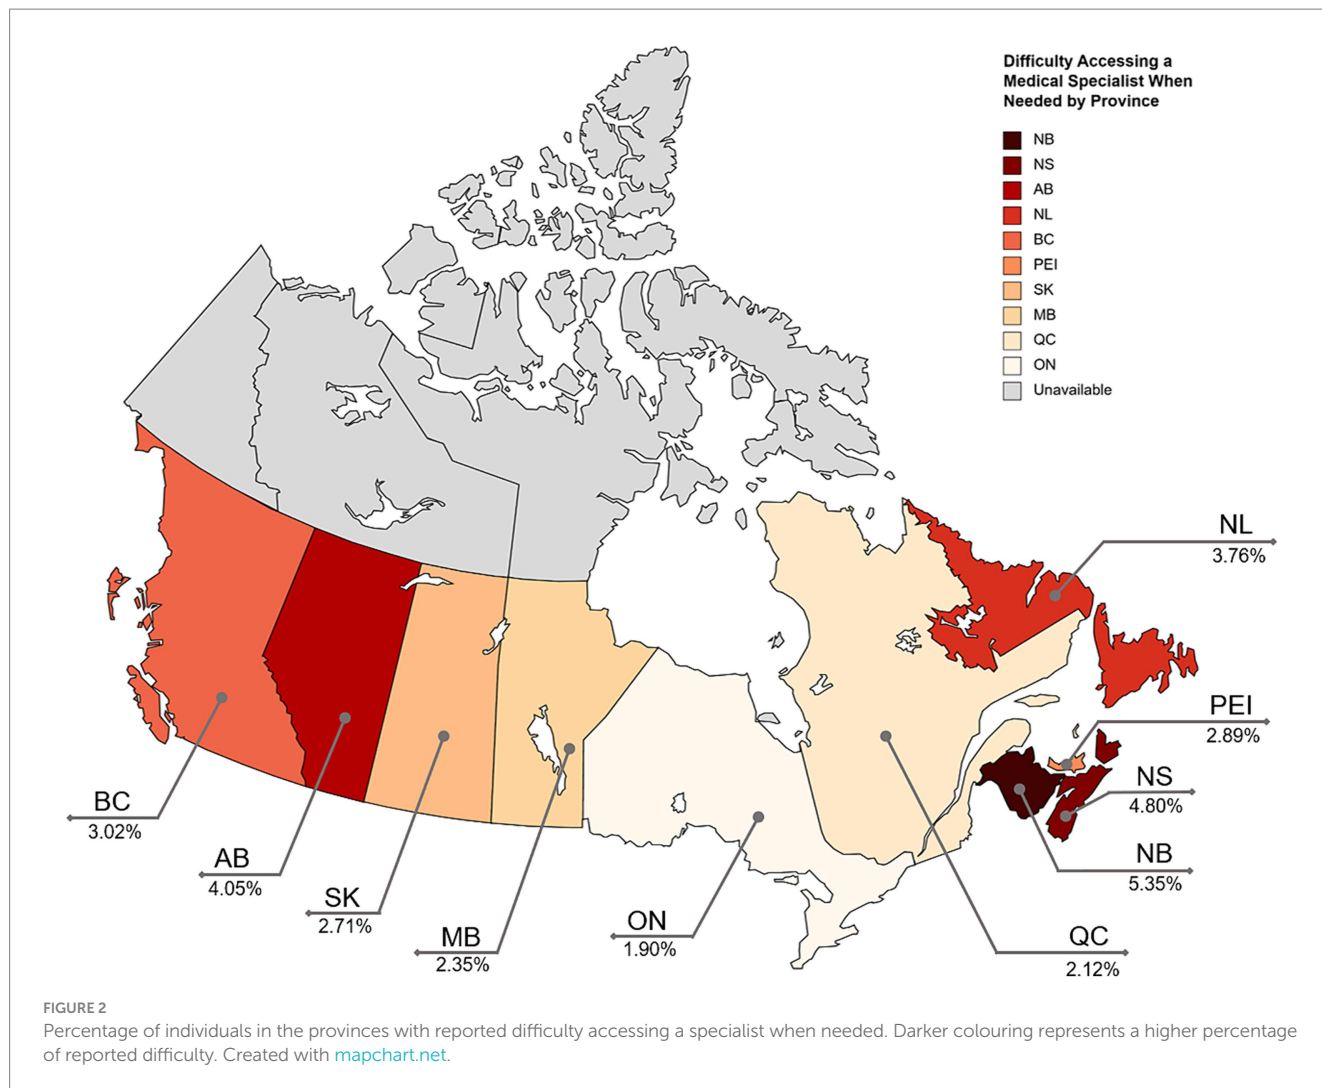 Difficulty Accessing a
Medical Specialist When
Needed by Province
NB
NS
AB
NL
BC
PEI
SK
MB
QC
ON
Unavailable
NL
3.76%
PEI
2.89%
NS
4.80%
NB
5.35%
BC
3.02%
AB
4.05%
SK
2.71%
MB
2.35%
ON
1.90%
QC
2.12%
FIGURE 2
Percentage of individuals in the provinces with reported difficulty accessing a specialist when needed. Darker colouring represents a higher percentage
of reported difficulty. Created with mapchart.net.